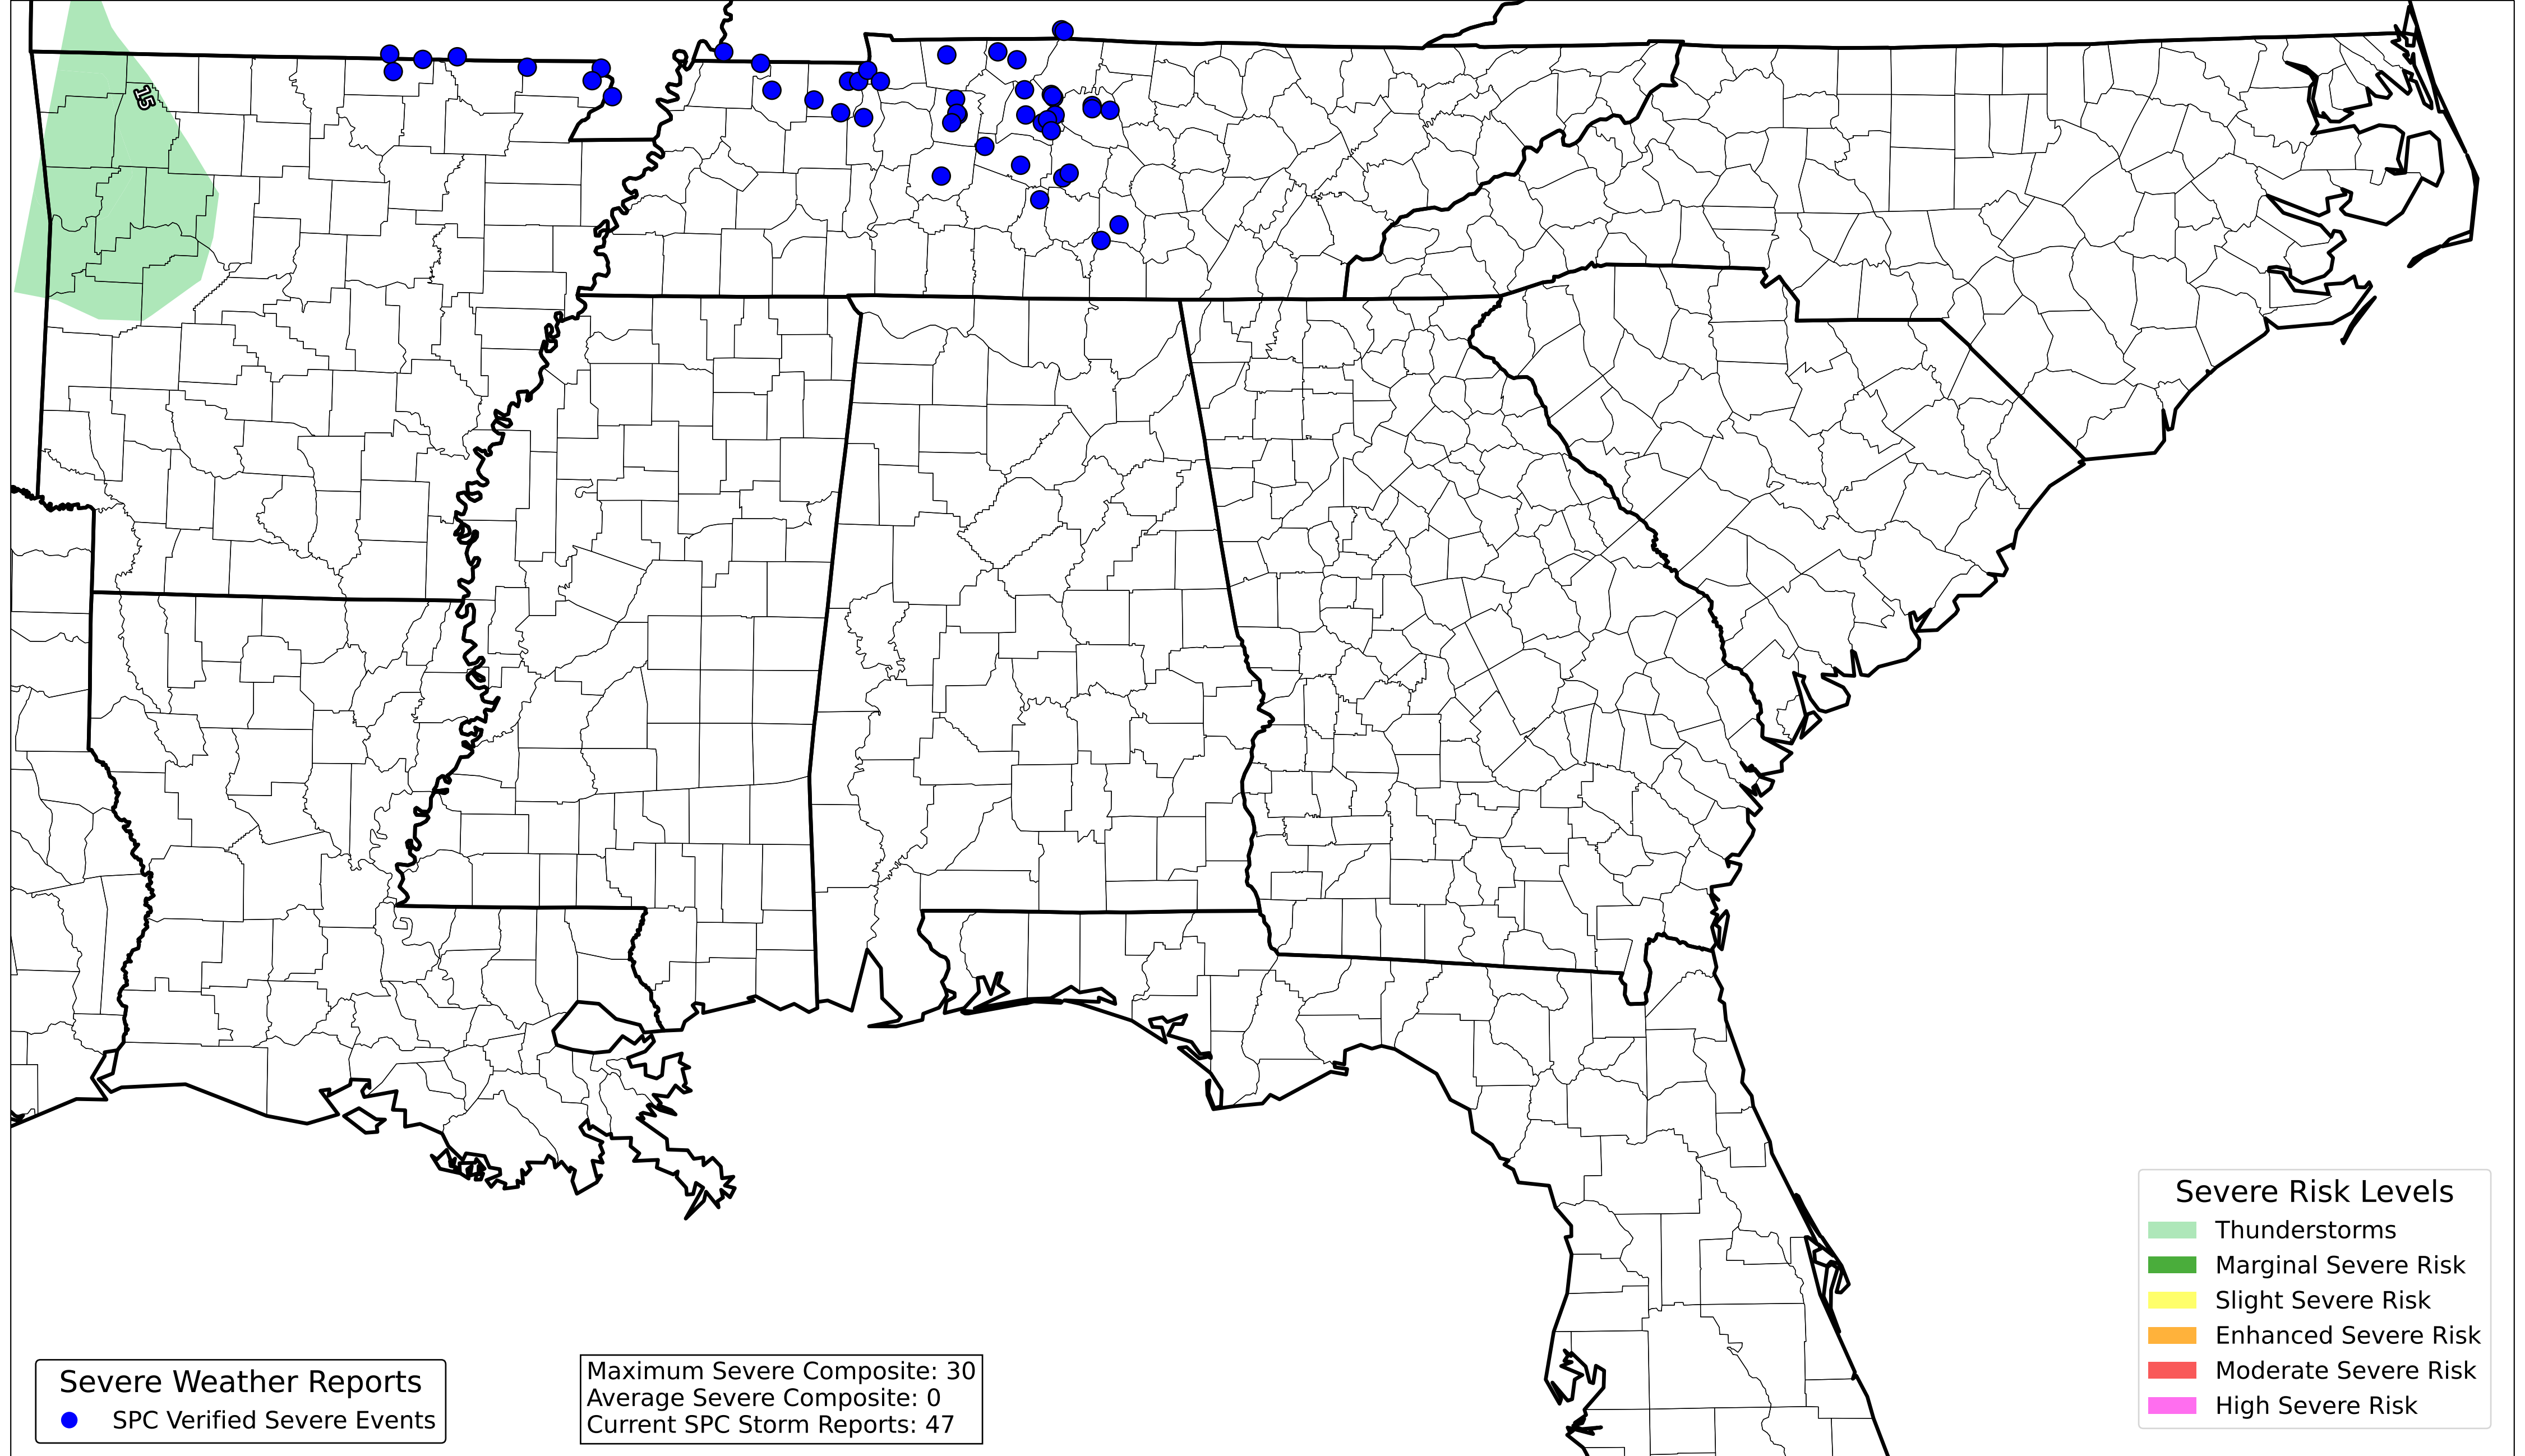 15
Severe Risk Levels
Thunderstorms
Marginal Severe Risk
Slight Severe Risk
Enhanced Severe Risk
Moderate Severe Risk
High Severe Risk
Severe Weather Reports
SPC Verified Severe Events
Maximum Severe Composite: 30
Average Severe Composite: 0
Current SPC Storm Reports: 47